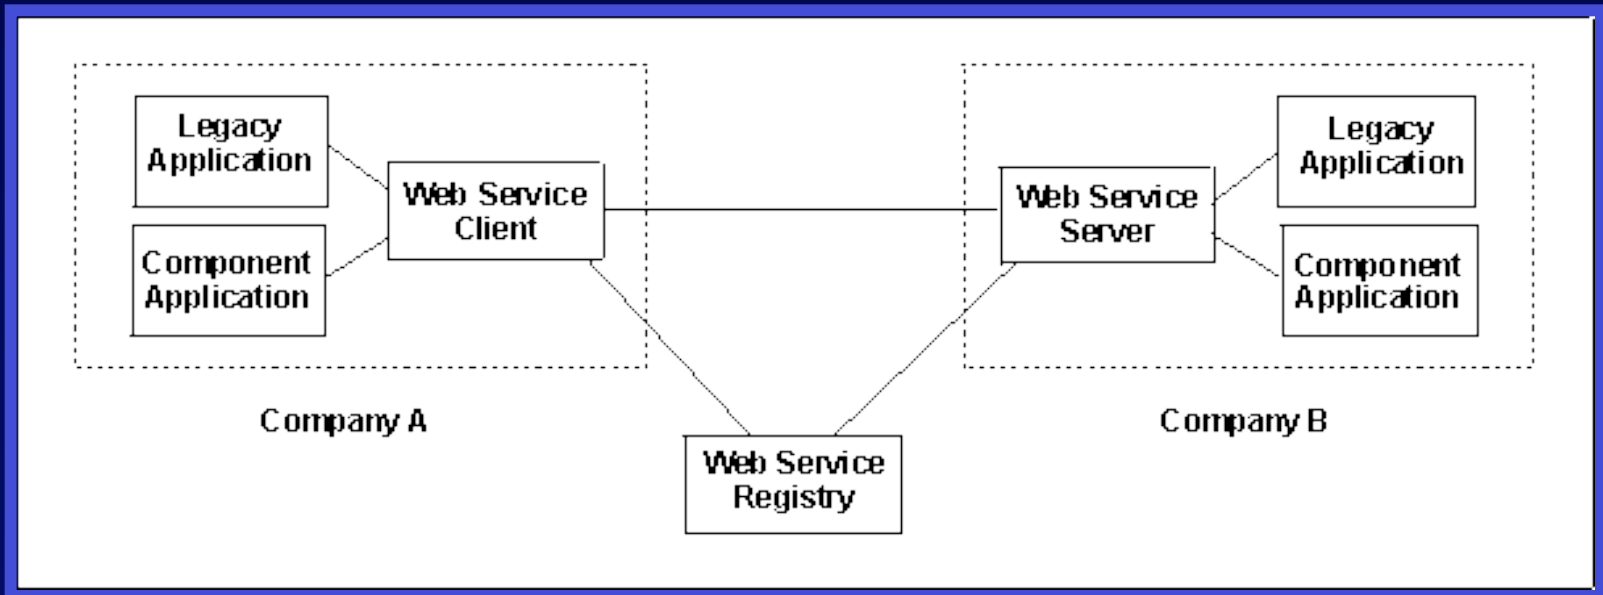 Legacy
Application
Web Service
Client
Component
Application
Company A
Web Service
Registry
Legacy
Application
Web Service
Server
Component
Application
Company B